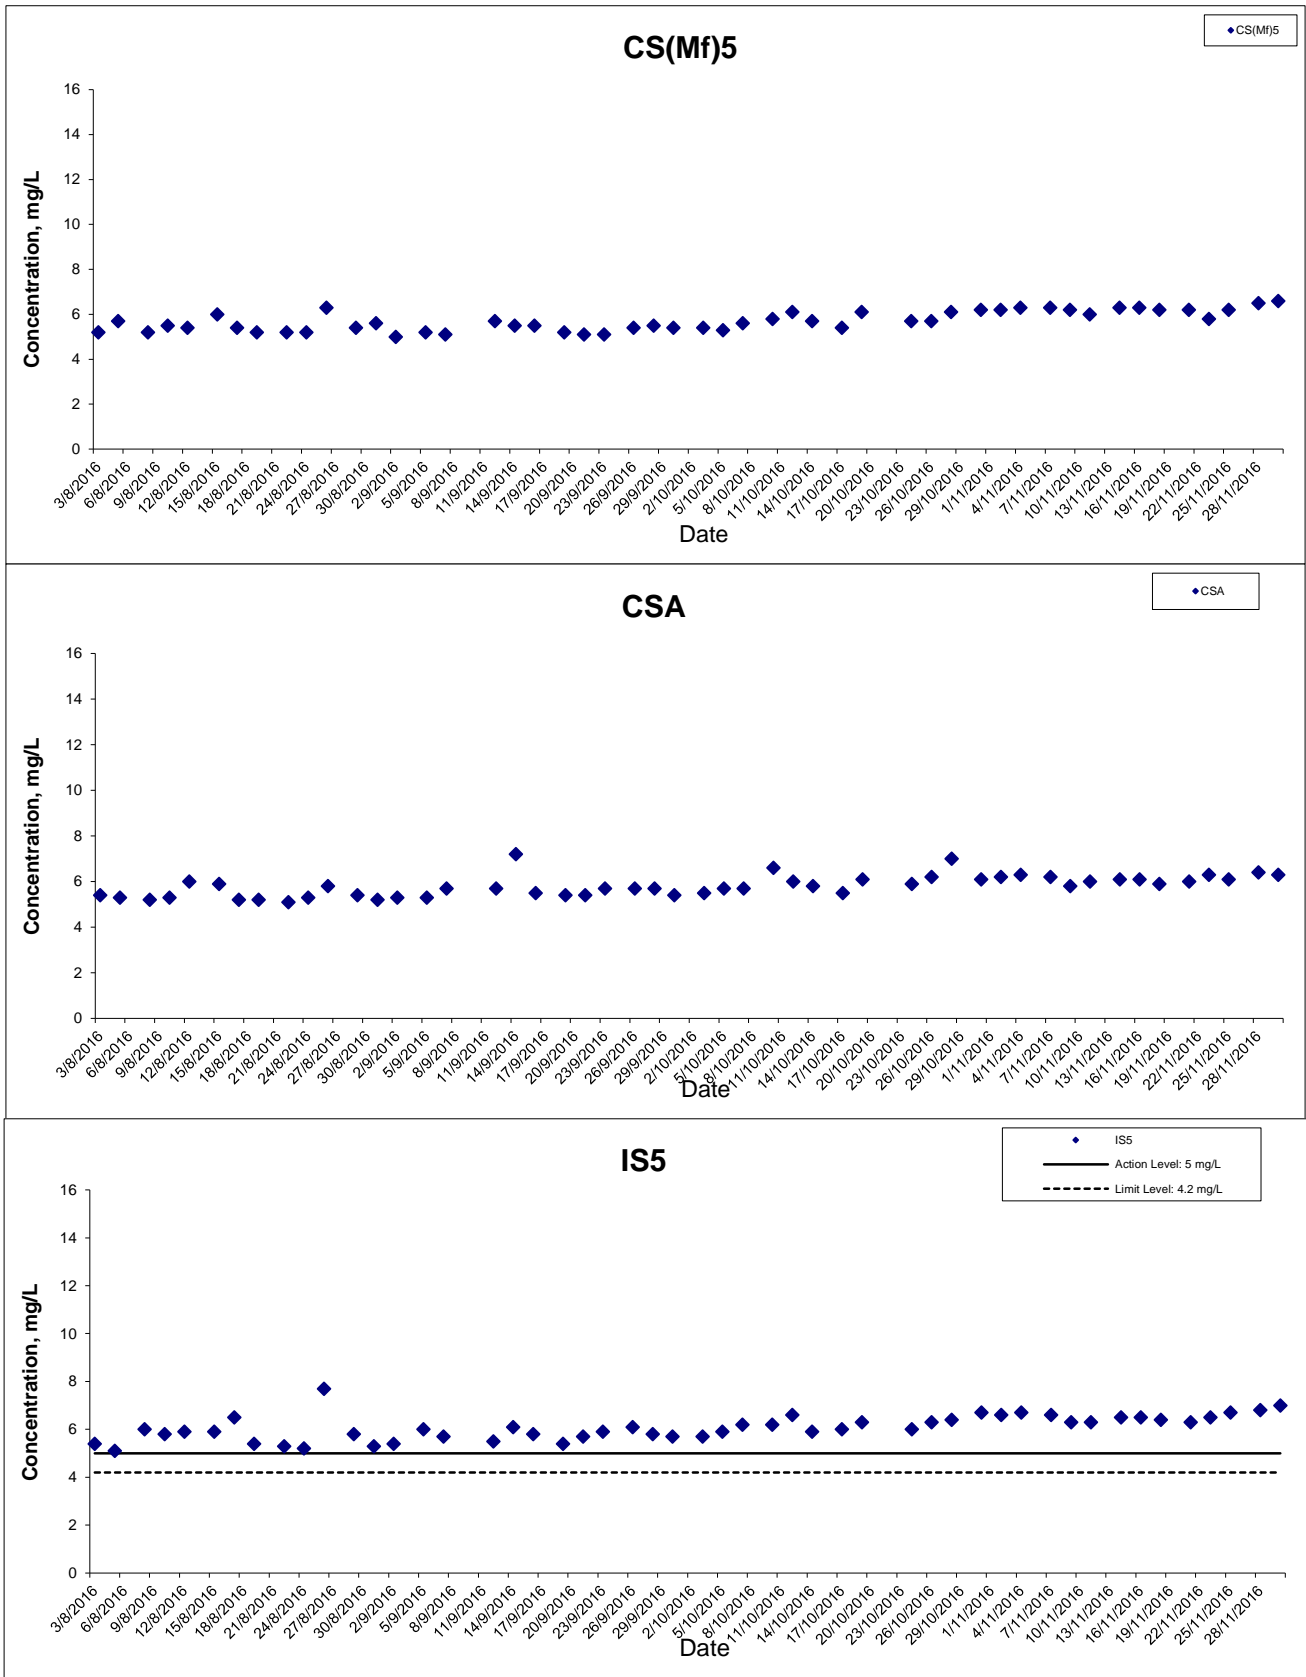 CS(Mf)5
CS(Mf)5
Concentration, mg/L
16
14
12
10
8
6
4
2
0
3/8/2016 6/8/2016 9/8/2016 12/8/2016 15/8/2016 18/8/2016 21/8/2016 24/8/2016 27/8/2016 30/8/2016 2/9/2016 5/9/2016 8/9/2016 11/9/2016 14/9/2016 17/9/2016 20/9/2016 23/9/2016 26/9/2016 29/9/2016 2/10/2016 5/10/2016 8/10/2016 11/10/2016 14/10/2016 17/10/2016 20/10/2016 23/10/2016 26/10/2016 29/10/2016 1/11/2016 4/11/2016 7/11/2016 10/11/2016 13/11/2016 16/11/2016 19/11/2016 22/11/2016 25/11/2016 28/11/2016
Date
CSA
CSA
Concentration, mg/L
16
14
12
10
8
6
4
2
0
3/8/2016 6/8/2016 9/8/2016 12/8/2016 15/8/2016 18/8/2016 21/8/2016 24/8/2016 27/8/2016 30/8/2016 2/9/2016 5/9/2016 8/9/2016 11/9/2016 14/9/2016 17/9/2016 20/9/2016 23/9/2016 26/9/2016 29/9/2016 2/10/2016 5/10/2016 8/10/2016 11/10/2016 14/10/2016 17/10/2016 20/10/2016 23/10/2016 26/10/2016 29/10/2016 1/11/2016 4/11/2016 7/11/2016 10/11/2016 13/11/2016 16/11/2016 19/11/2016 22/11/2016 25/11/2016 28/11/2016
Date
IS5
IS5
Action Level: 5 mg/L
Limit Level: 4.2 mg/L
Concentration, mg/L
16
14
12
10
8
6
4
2
0
3/8/2016 6/8/2016 9/8/2016 12/8/2016 15/8/2016 18/8/2016 21/8/2016 24/8/2016 27/8/2016 30/8/2016 2/9/2016 5/9/2016 8/9/2016 11/9/2016 14/9/2016 17/9/2016 20/9/2016 23/9/2016 26/9/2016 29/9/2016 2/10/2016 5/10/2016 8/10/2016 11/10/2016 14/10/2016 17/10/2016 20/10/2016 23/10/2016 26/10/2016 29/10/2016 1/11/2016 4/11/2016 7/11/2016 10/11/2016 13/11/2016 16/11/2016 19/11/2016 22/11/2016 25/11/2016 28/11/2016
Date